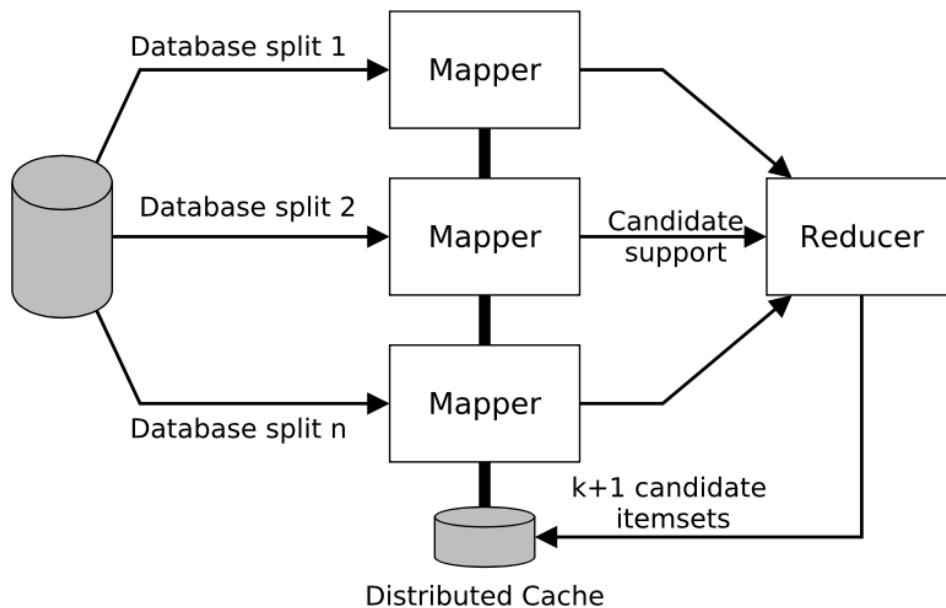 Database split 1
Mapper
Database split 2
Mapper
Candidate
support
Reducer
Mapper
Database split n
k+1 candidate
itemsets
Distributed Cache